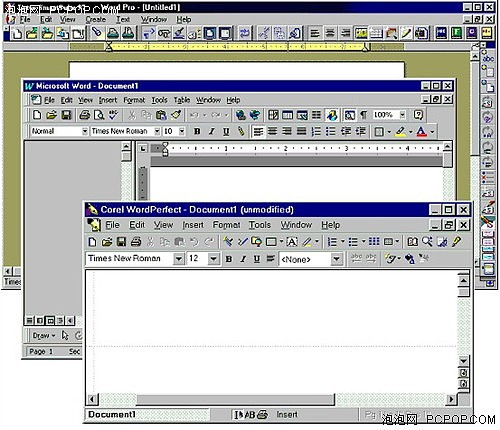 泡泡网 PCPOP.COM
Word Pro - [Untitled1]
File Edit View Create Text Window Help
Microsoft Word - Document1
File Edit View Insert Format Tools Table Window Help
100%
Normal Times New Roman 10 B I U
Corel WordPerfect - Document1 (unmodified)
File Edit View Insert Format Tools Window Help
Times New Roman 12 B I U <None> abc abc
Draw
Page 1 Sec
Document1 AB Insert
泡泡网 PCPOP.COM